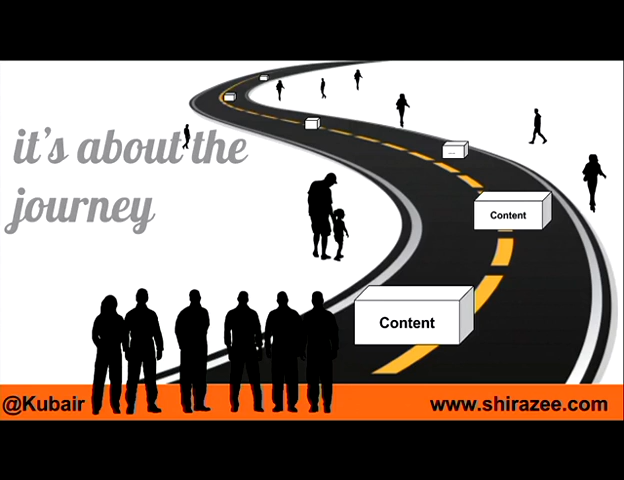 it's about the
journey
Content
Content
@Kubair
www.shirazee.com